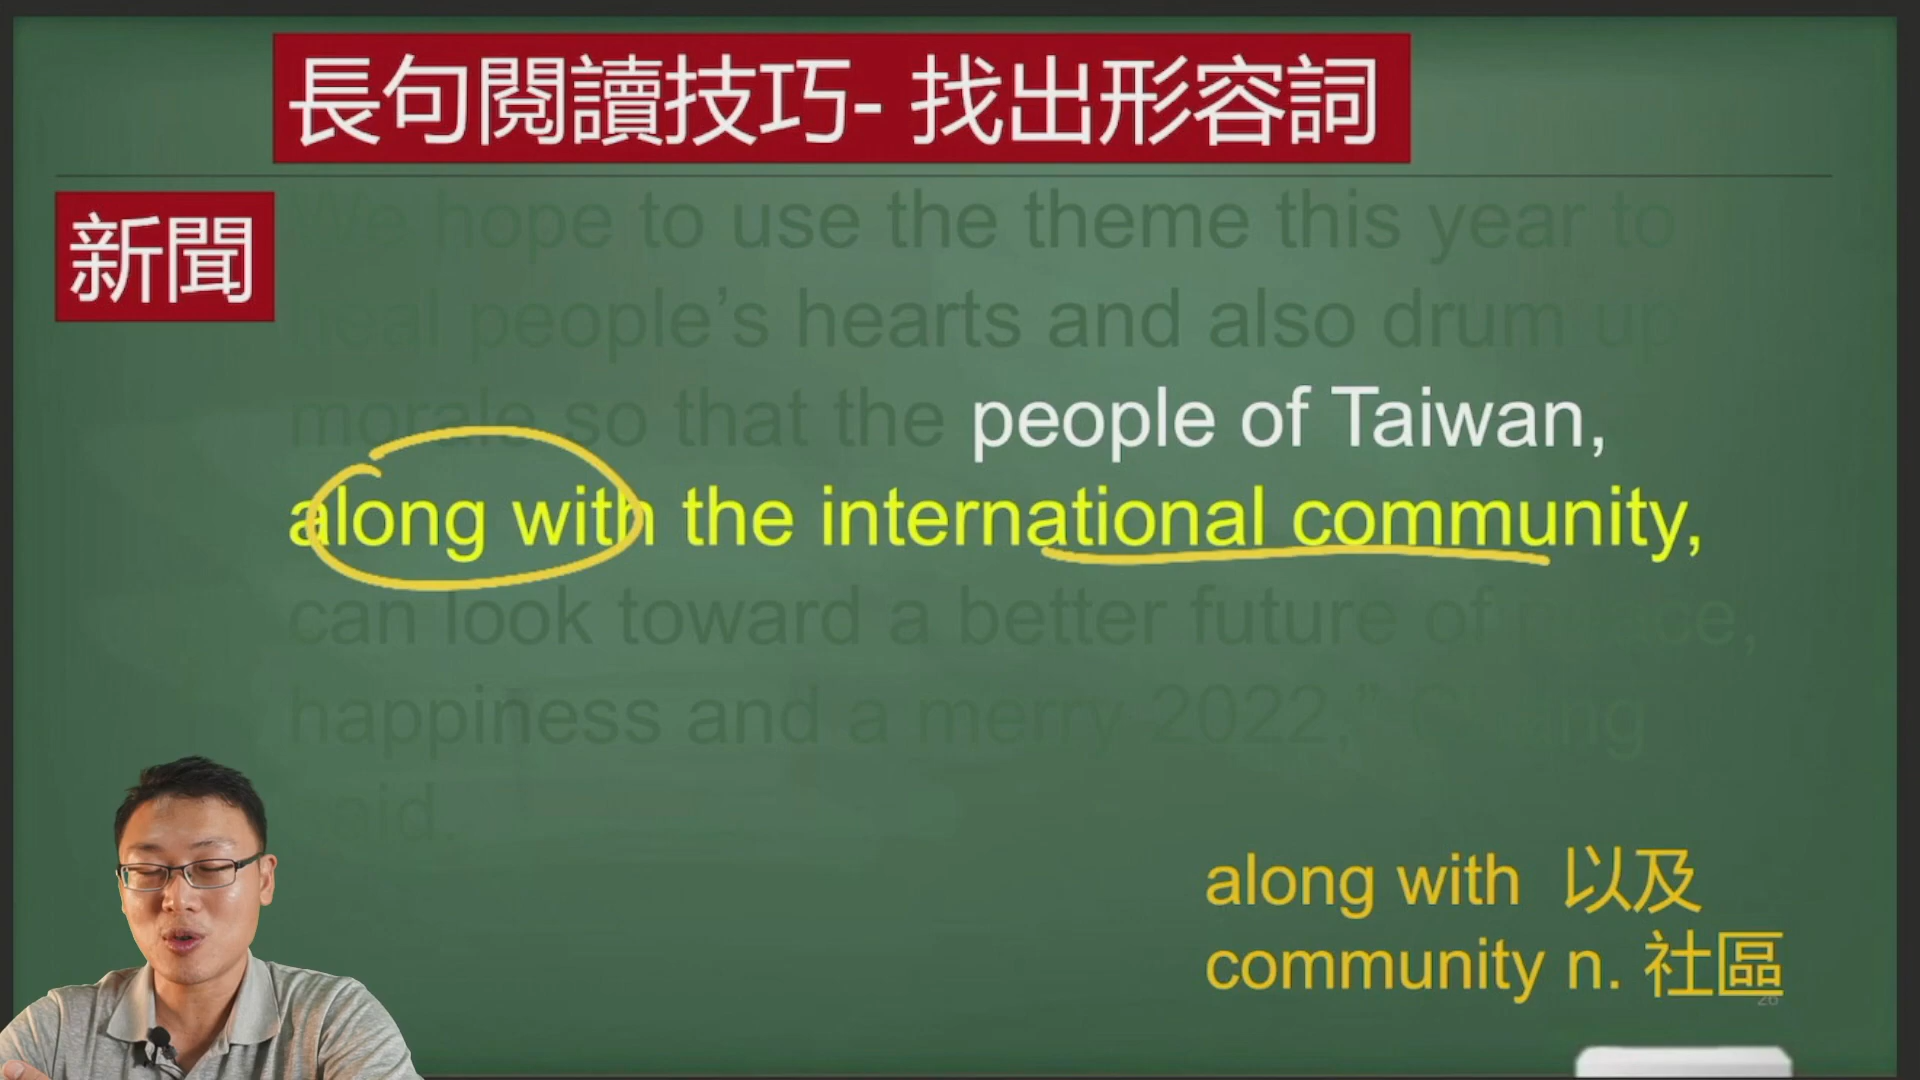 長句閱讀技巧- 找出形容詞
新聞
We hope to use the theme this year to
heal people’s hearts and also drum up
morale so that the people of Taiwan,
along with the international community,
can look toward a better future of peace,
happiness and a merry 2022,” Chung
said.
along with 以及
community n. 社區
26